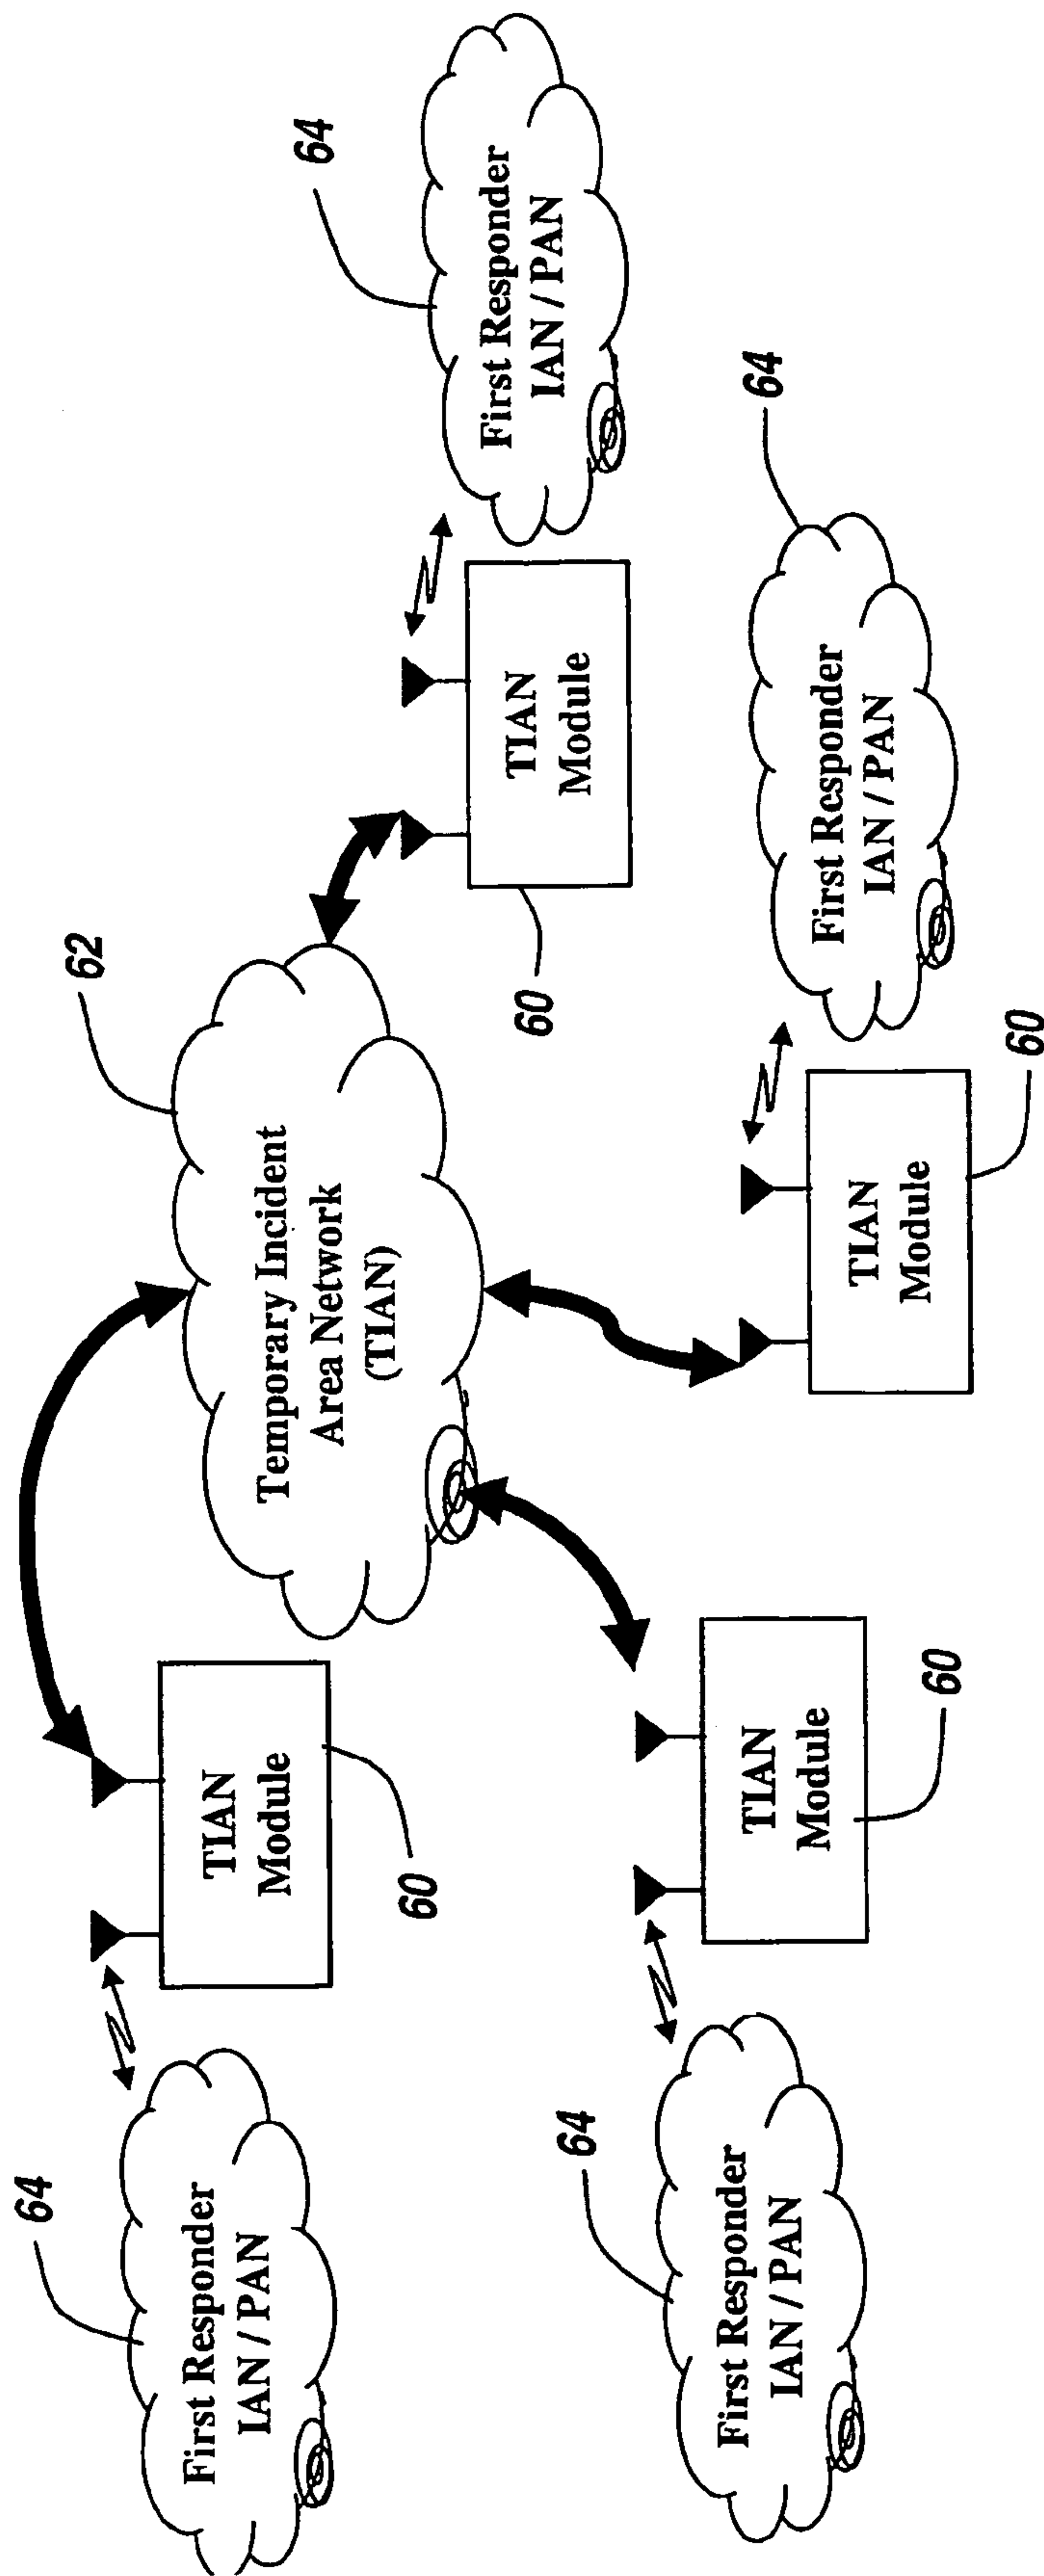 64
First Responder
IAN / PAN
TIAN
Module
60
62
Temporary Incident
Area Network
(TIAN)
TIAN
Module
60
64
First Responder
IAN / PAN
64
First Responder
IAN / PAN
TIAN
Module
60
TIAN
Module
60
64
First Responder
IAN / PAN